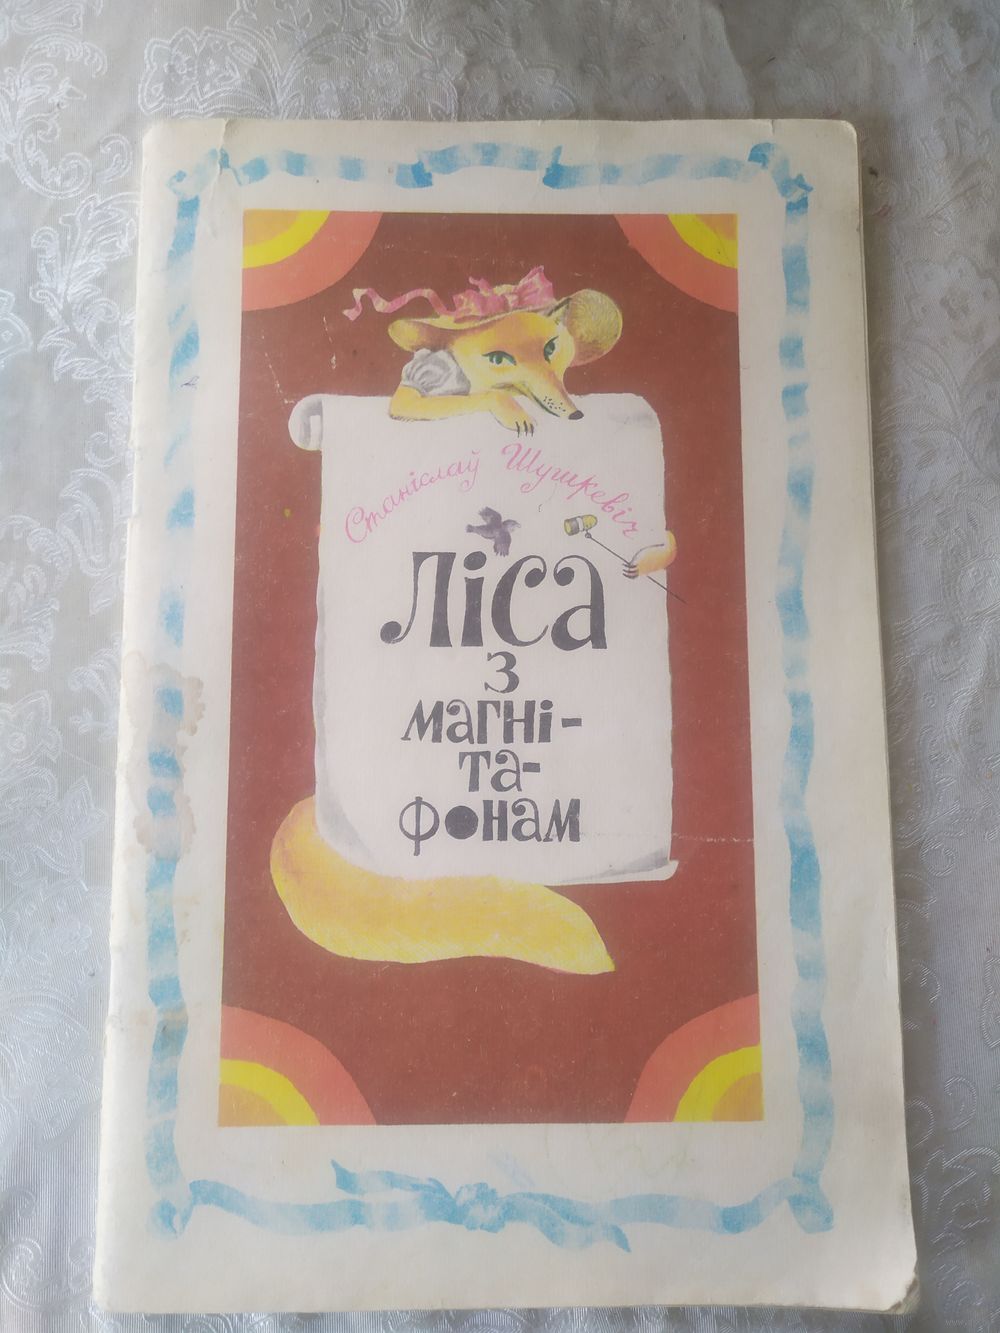 Станіслаў Шушкевіч
Ліса
з
магні-
та-
фонам